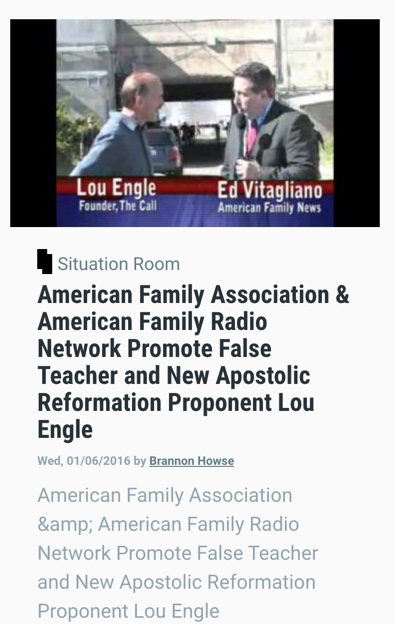 Lou Engle
Founder, The Call
Ed Vitagliano
American Family News
Situation Room
American Family Association &
American Family Radio
Network Promote False
Teacher and New Apostolic
Reformation Proponent Lou
Engle
Wed, 01/06/2016 by Brannon Howse
American Family Association
&amp; American Family Radio
Network Promote False Teacher
and New Apostolic Reformation
Proponent Lou Engle